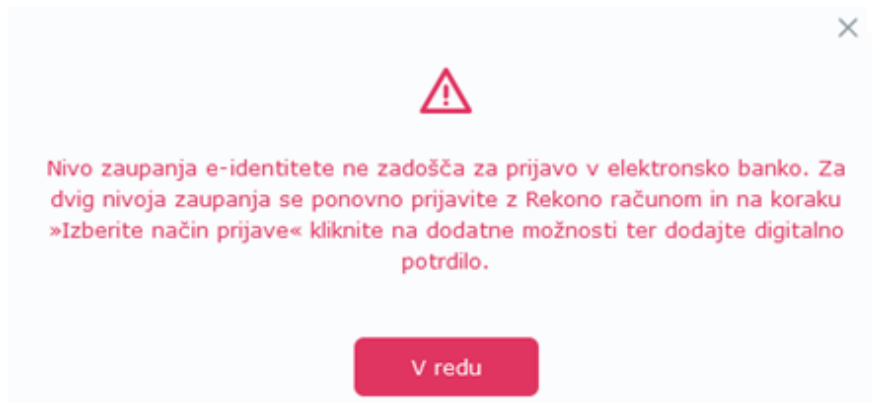 Nivo zaupanja e-identitete ne zadošča za prijavo v elektronsko banko. Za
dvig nivoja zaupanja se ponovno prijavite z Rekono računom in na koraku
»Izberite način prijave« kliknite na dodatne možnosti ter dodajte digitalno
potrdilo.
V redu